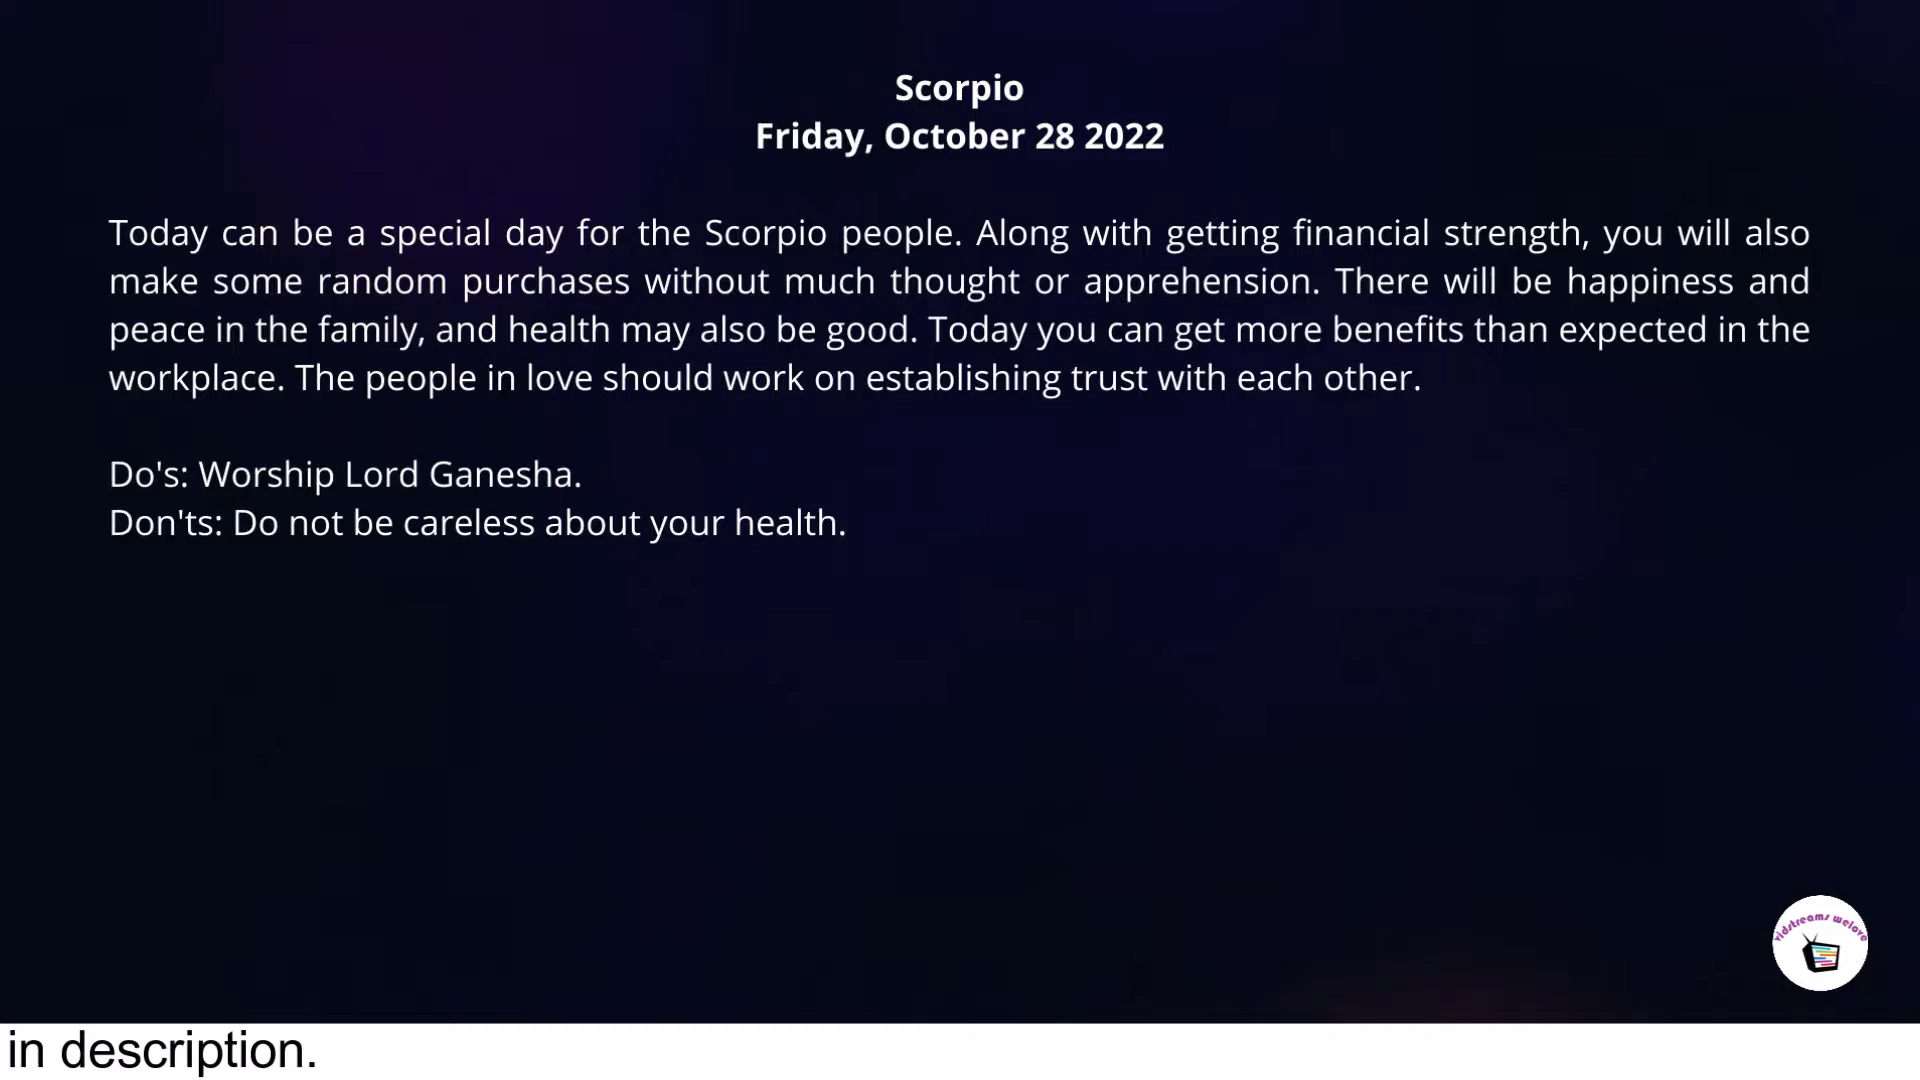 Scorpio
Friday, October 28 2022
Today can be a special day for the Scorpio people. Along with getting financial strength, you will also
make some random purchases without much thought or apprehension. There will be happiness and
peace in the family, and health may also be good. Today you can get more benefits than expected in the
workplace. The people in love should work on establishing trust with each other.
Do's: Worship Lord Ganesha.
Don'ts: Do not be careless about your health.
vidstreams welove
in description.